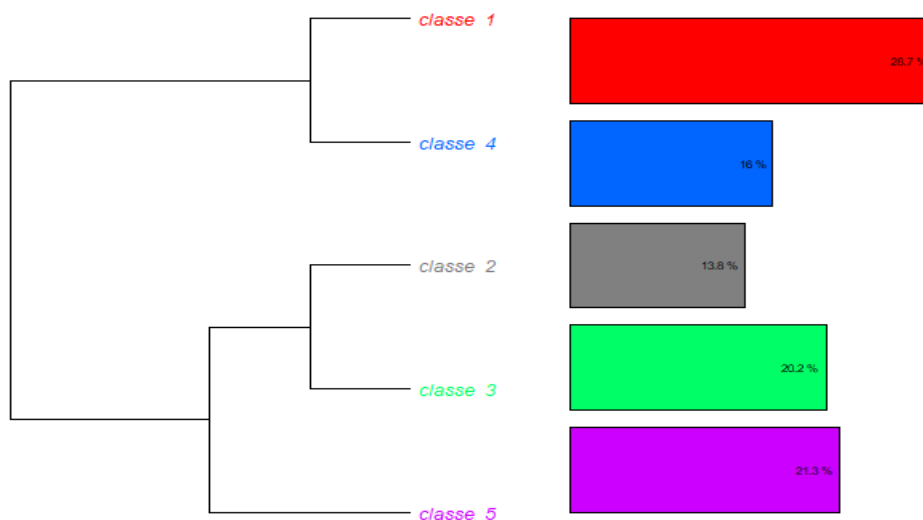 classe 1
28.7 %
classe 4
16 %
classe 2
13.8 %
classe 3
20.2 %
classe 5
21.3 %